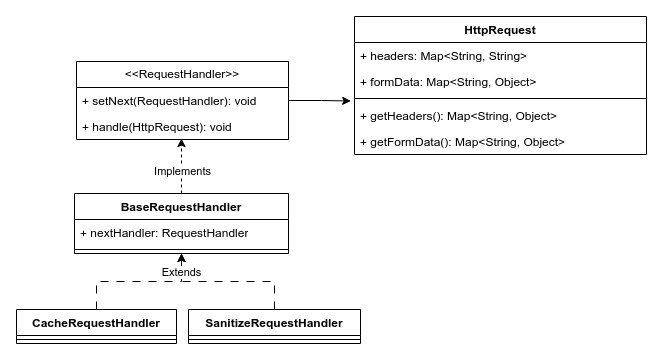 HttpRequest
+ headers: Map<String, String>
+ formData: Map<String, Object>
+ getHeaders(): Map<String, Object>
+ getFormData(): Map<String, Object>
<<RequestHandler>>
+ setNext(RequestHandler): void
+ handle(HttpRequest): void
Implements
BaseRequestHandler
+ nextHandler: RequestHandler
Extends
CacheRequestHandler
SanitizeRequestHandler